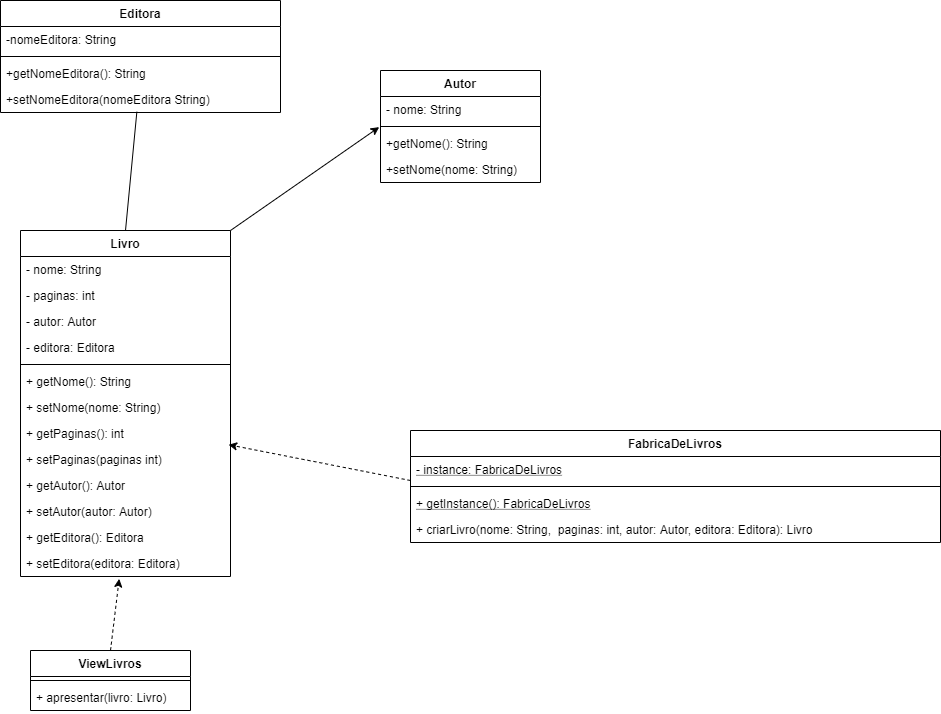 Editora
-nomeEditora: String
+getNomeEditora(): String
+setNomeEditora(nomeEditora String)
Autor
- nome: String
+getNome(): String
+setNome(nome: String)
Livro
- nome: String
- paginas: int
- autor: Autor
- editora: Editora
+ getNome(): String
+ setNome(nome: String)
+ getPaginas(): int
+ setPaginas(paginas int)
+ getAutor(): Autor
+ setAutor(autor: Autor)
+ getEditora(): Editora
+ setEditora(editora: Editora)
FabricaDeLivros
- instance: FabricaDeLivros
+ getInstance(): FabricaDeLivros
+ criarLivro(nome: String,  paginas: int, autor: Autor, editora: Editora): Livro
ViewLivros
+ apresentar(livro: Livro)